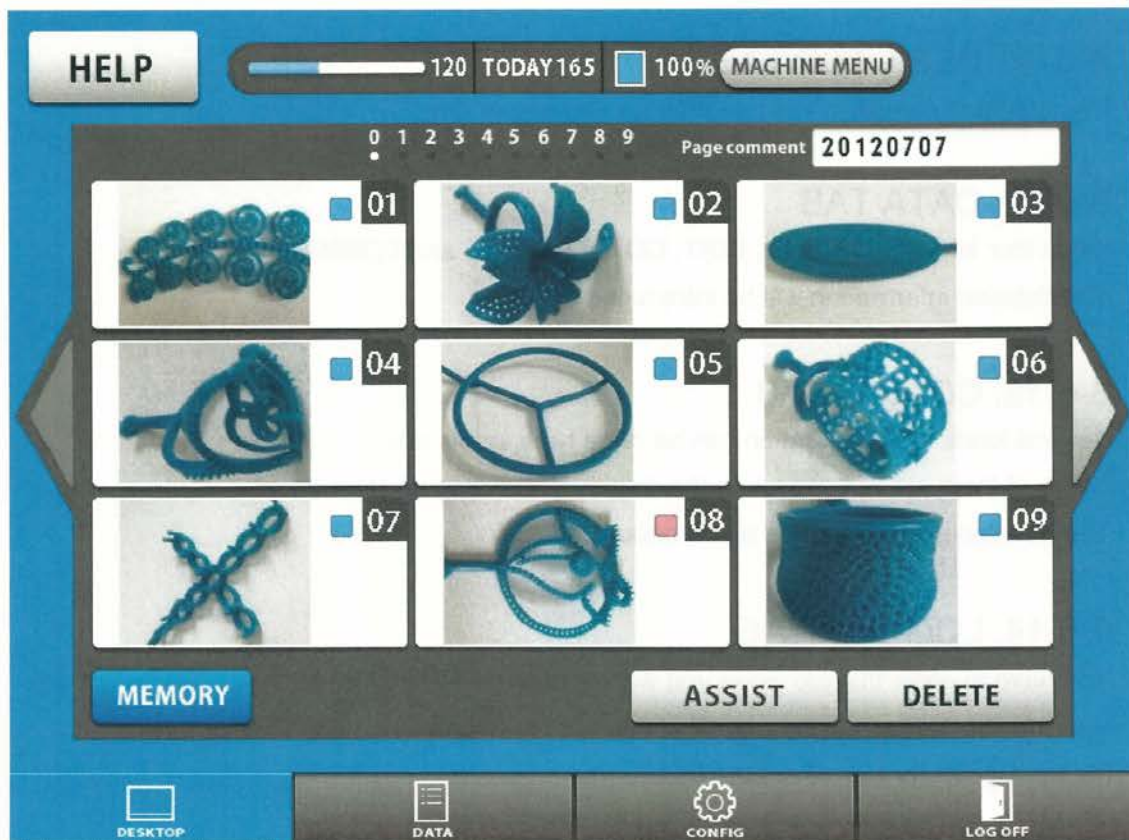 HELP
120 TODAY 165 100% MACHINE MENU
0 1 2 3 4 5 6 7 8 9
Page comment 20120707
01 02 03
04 05 06
07 08 09
MEMORY ASSIST DELETE
DESKTOP DATA CONFIG LOG OFF